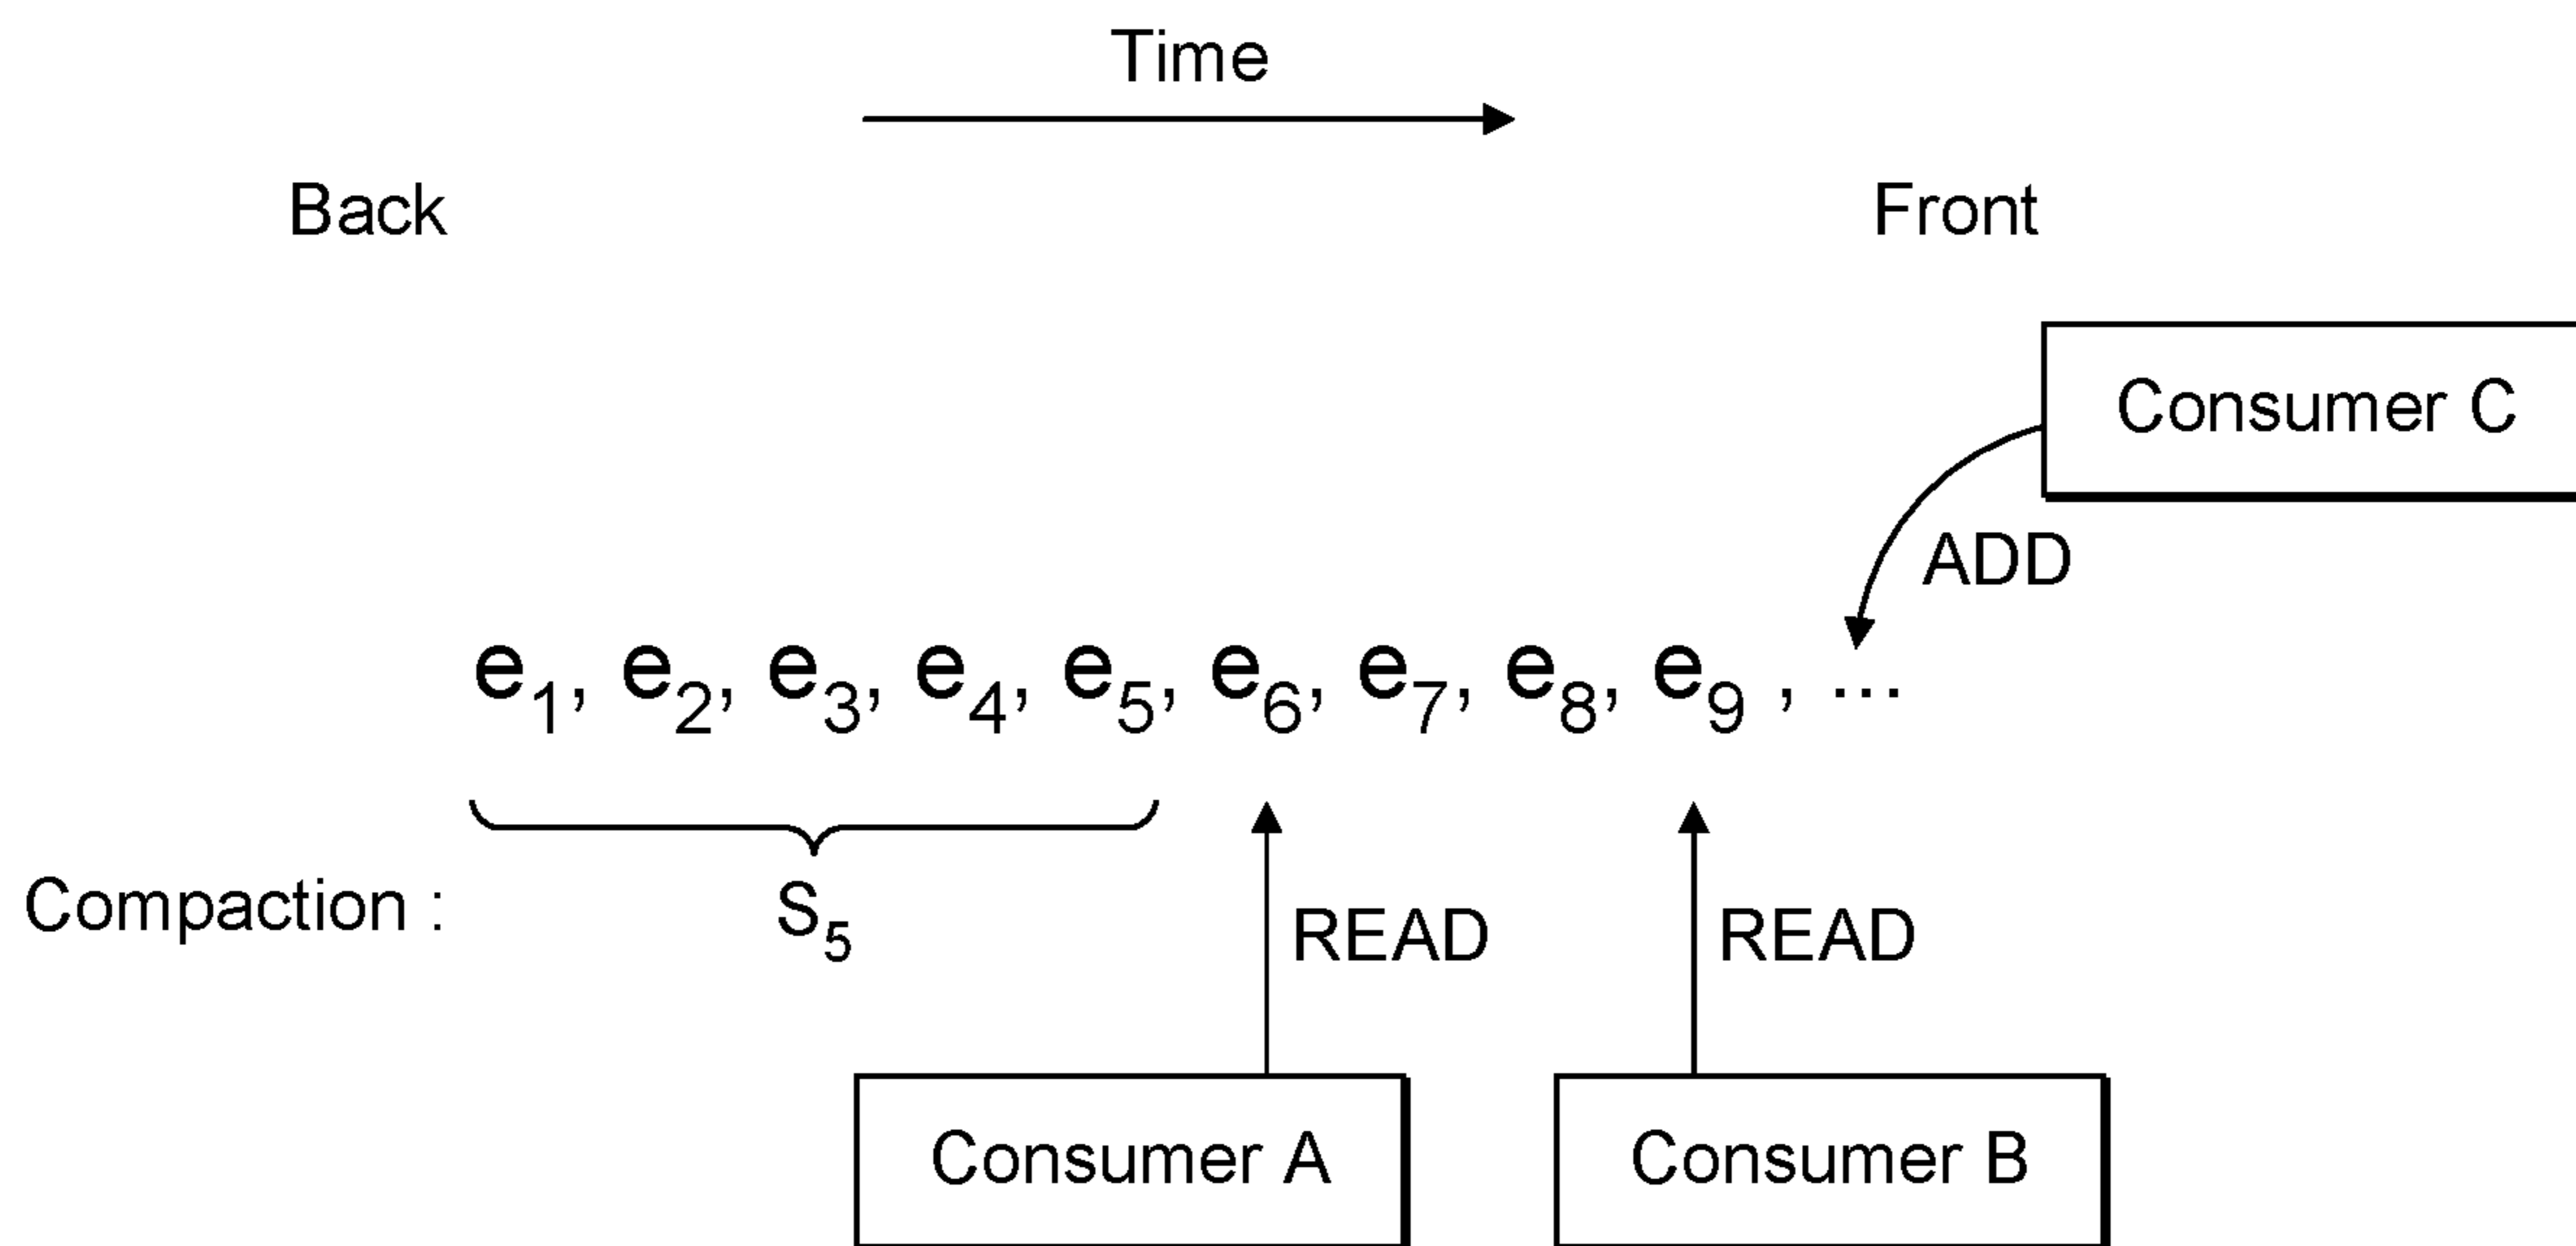 Time
Back
Front
Consumer C
ADD
e₁, e₂, e₃, e₄, e₅, e₆, e₇, e₈, e₉ , ...
Compaction :
S₅
READ
READ
Consumer A
Consumer B